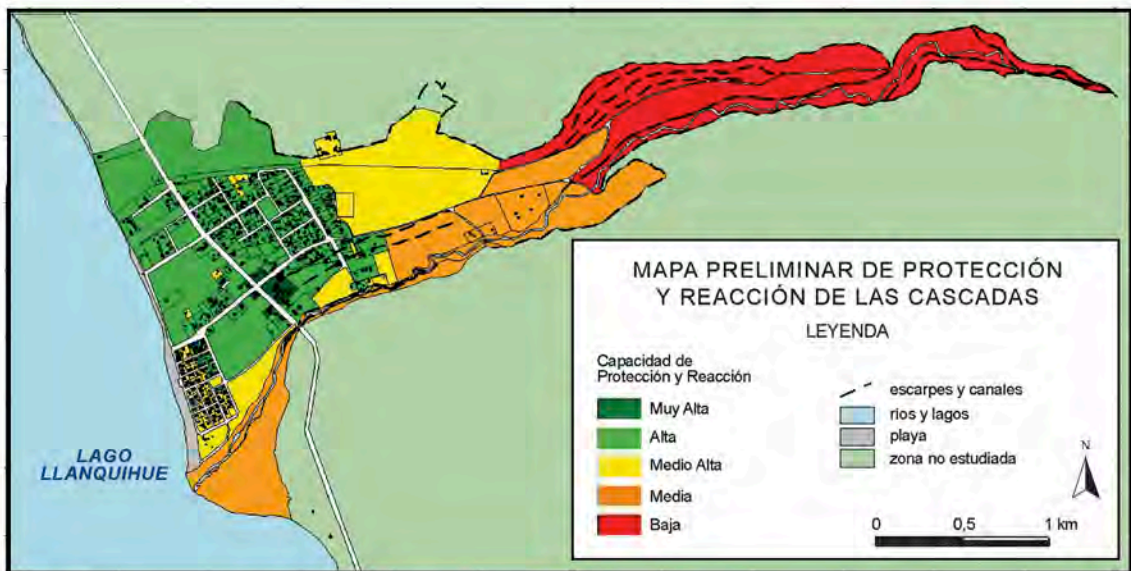 MAPA PRELIMINAR DE PROTECCIÓN
Y REACCIÓN DE LAS CASCADAS
LEYENDA
Capacidad de
Protección y Reacción
Muy Alta
Alta
Medio Alta
Media
Baja
escarpes y canales
rios y lagos
playa
zona no estudiada
N
0 0,5 1 km
LAGO
LLANQUIHUE